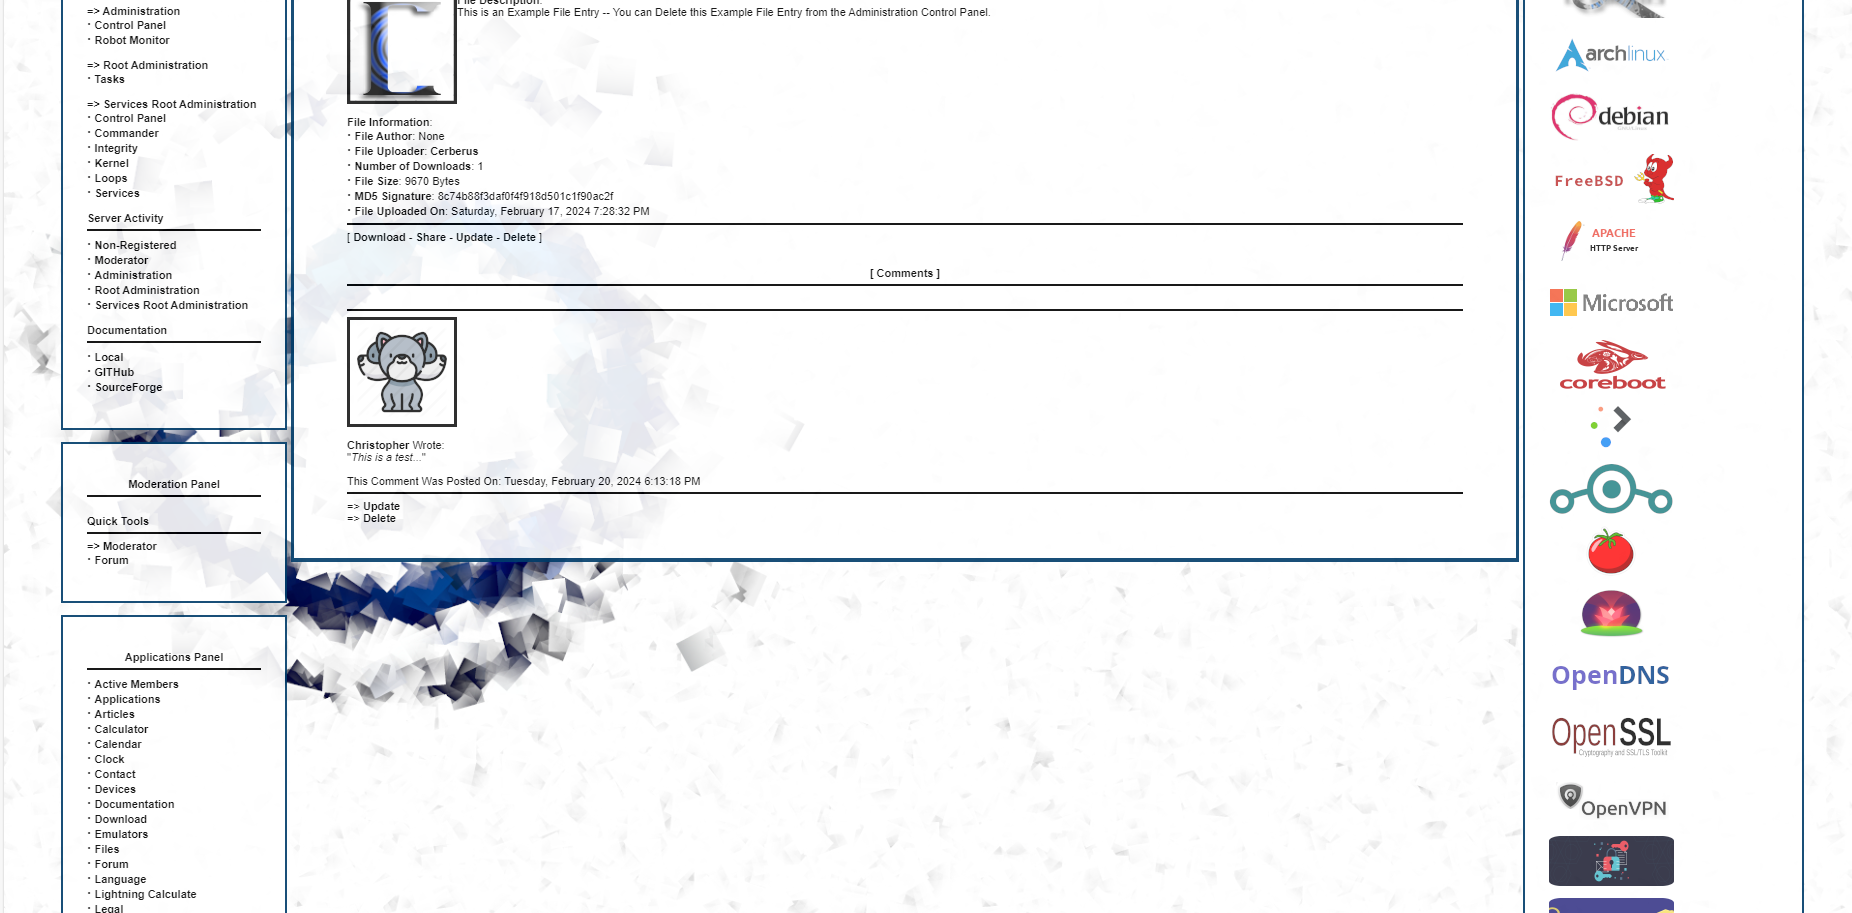 => Administration
· Control Panel
· Robot Monitor
=> Root Administration
· Tasks
=> Services Root Administration
· Control Panel
· Commander
· Integrity
· Kernel
· Loops
· Services
Server Activity
· Non-Registered
· Moderator
· Administration
· Root Administration
· Services Root Administration
Documentation
· Local
· GITHub
· SourceForge
Moderation Panel
Quick Tools
=> Moderator
· Forum
Applications Panel
· Active Members
· Applications
· Articles
· Calculator
· Calendar
· Clock
· Contact
· Devices
· Documentation
· Download
· Emulators
· Files
· Forum
· Language
· Lightning Calculate
· Legal
File Description:
This is an Example File Entry -- You can Delete this Example File Entry from the Administration Control Panel.
File Information:
· File Author: None
· File Uploader: Cerberus
· Number of Downloads: 1
· File Size: 9670 Bytes
· MD5 Signature: 8c74b88f3daf0f4f918d501c1f90ac2f
· File Uploaded On: Saturday, February 17, 2024 7:28:32 PM
[ Download - Share - Update - Delete ]
[ Comments ]
Christopher Wrote:
"This is a test..."
This Comment Was Posted On: Tuesday, February 20, 2024 6:13:18 PM
=> Update
=> Delete
archlinux
debian
FreeBSD
APACHE
HTTP Server
Microsoft
coreboot
OpenDNS
OpenSSL
Cryptography and SSL/TLS Toolkit
OpenVPN